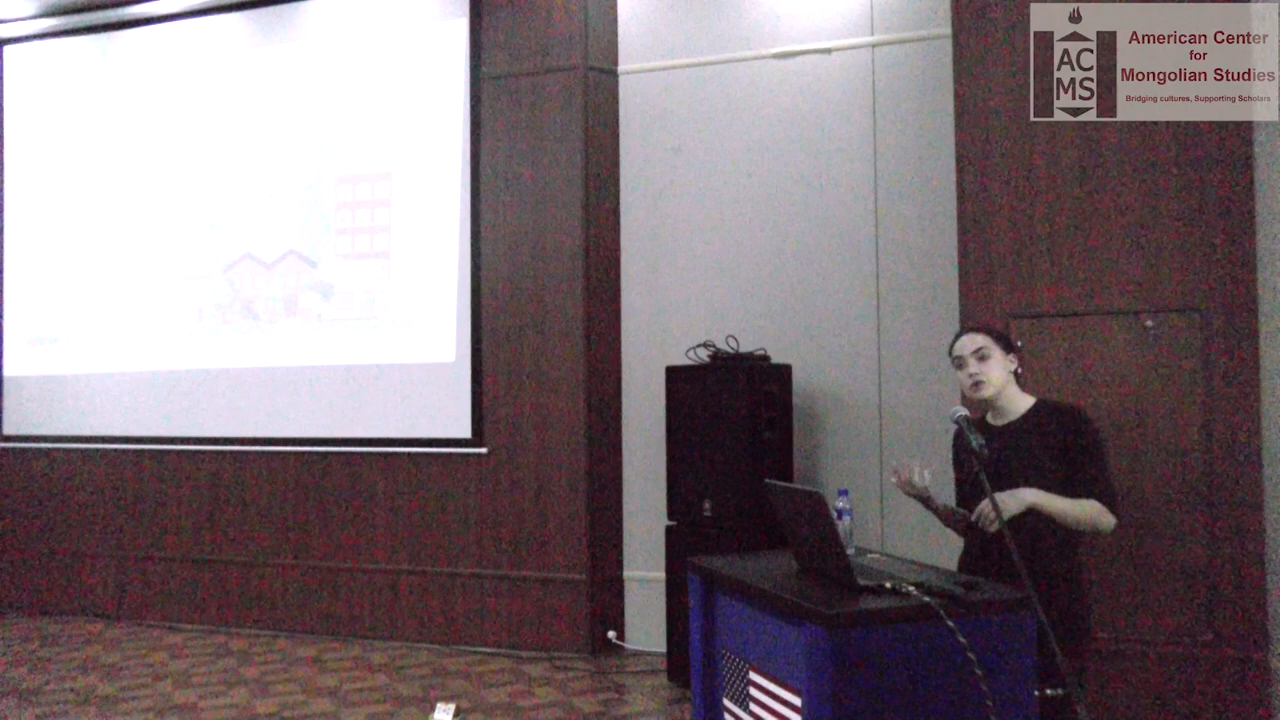 AC
MS
American Center
for
Mongolian Studies
Bridging cultures, Supporting Scholars